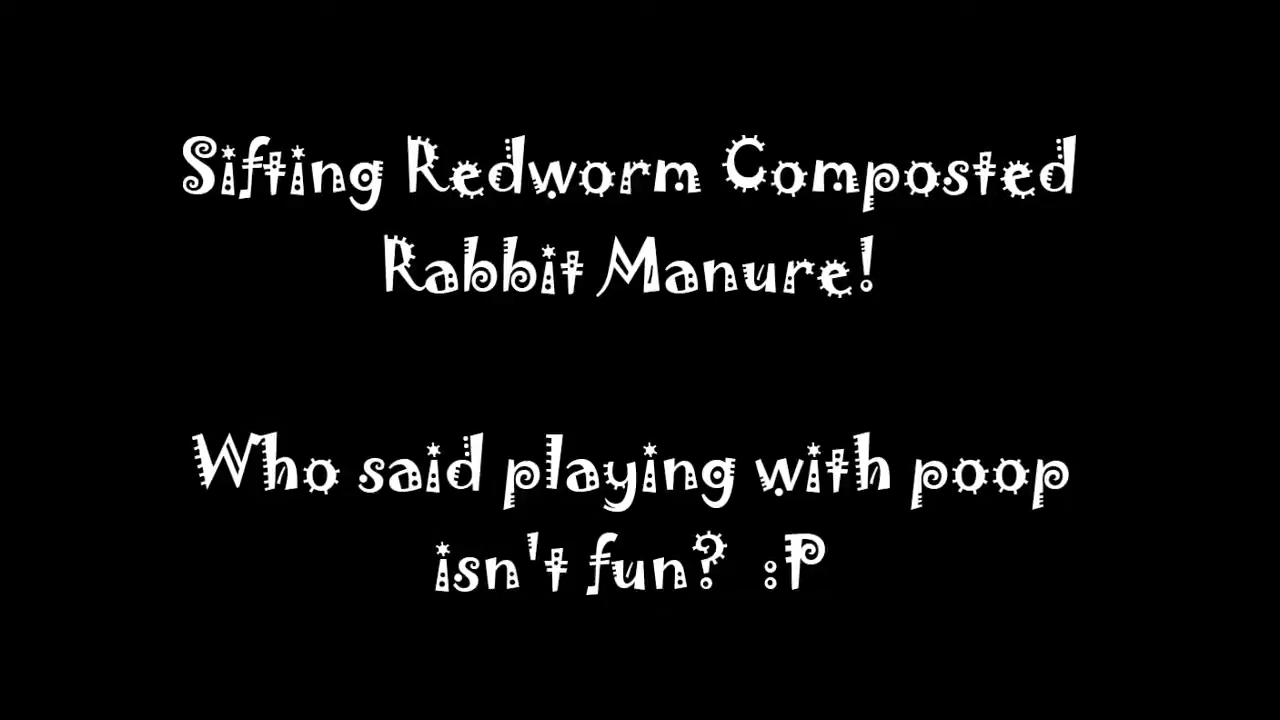 Sifting Redworm Composted
Rabbit Manure!
Who said playing with poop
isn't fun? :P